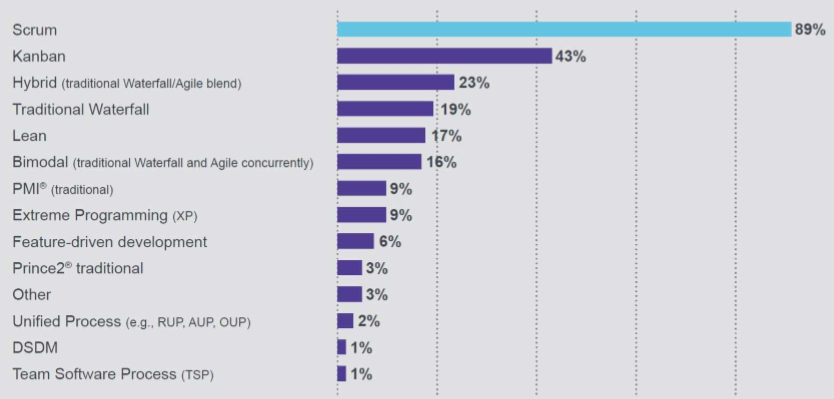 Scrum 89%
Kanban 43%
Hybrid (traditional Waterfall/Agile blend) 23%
Traditional Waterfall 19%
Lean 17%
Bimodal (traditional Waterfall and Agile concurrently) 16%
PMI® (traditional) 9%
Extreme Programming (XP) 9%
Feature-driven development 6%
Prince2® traditional 3%
Other 3%
Unified Process (e.g., RUP, AUP, OUP) 2%
DSDM 1%
Team Software Process (TSP) 1%